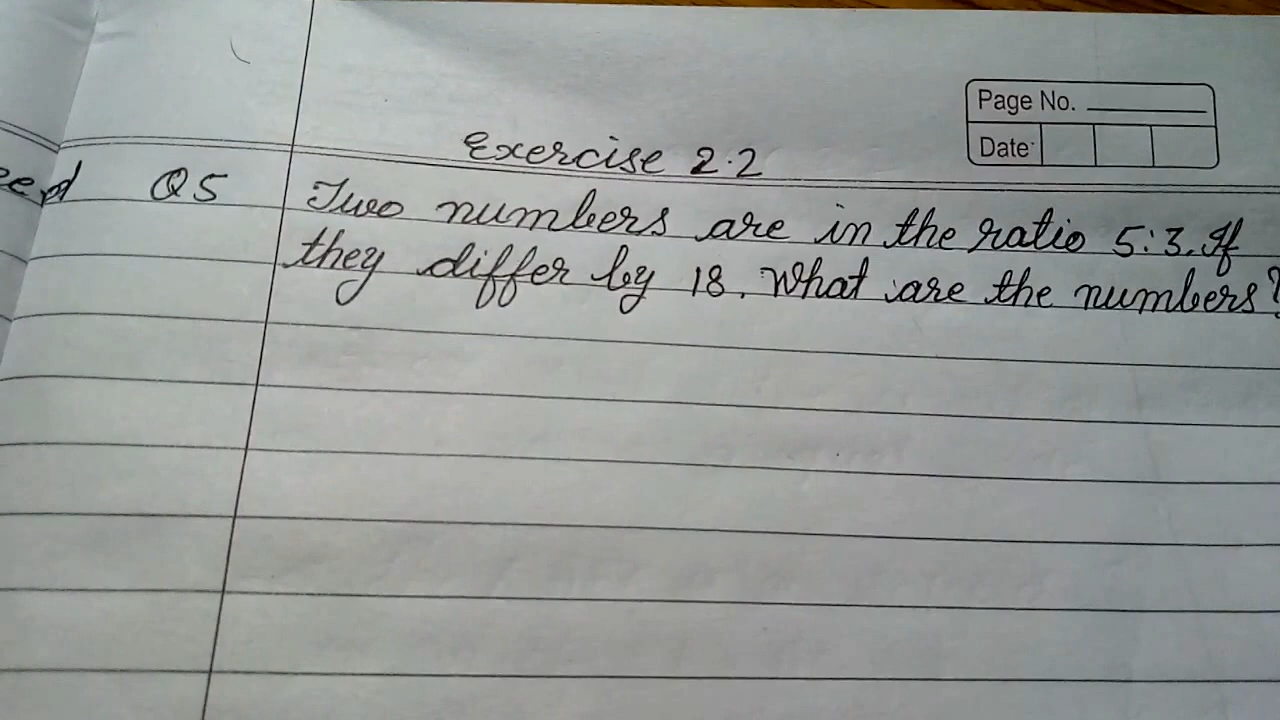 Page No.
Date
Exercise 2.2
Q5 Two numbers are in the ratio 5:3. If
they differ by 18. What are the numbers?